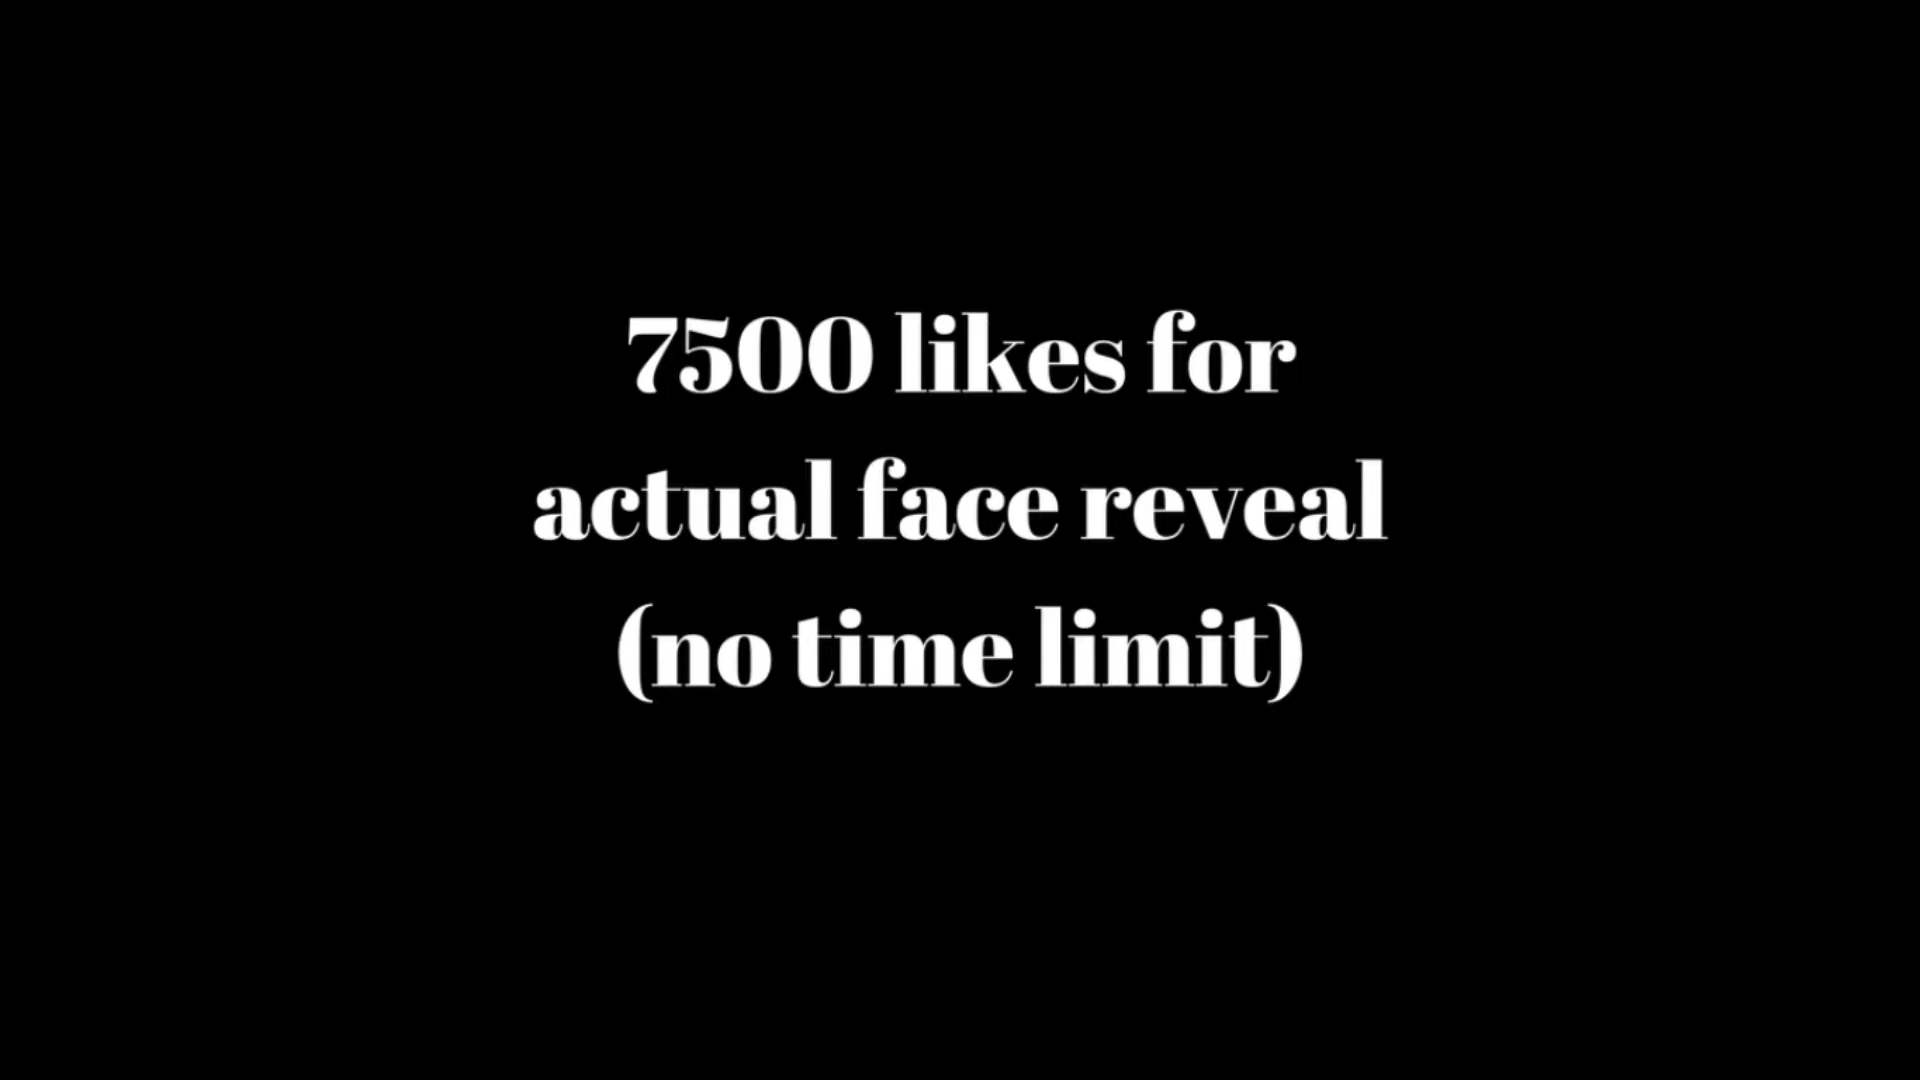 7500 likes for
actual face reveal
(no time limit)